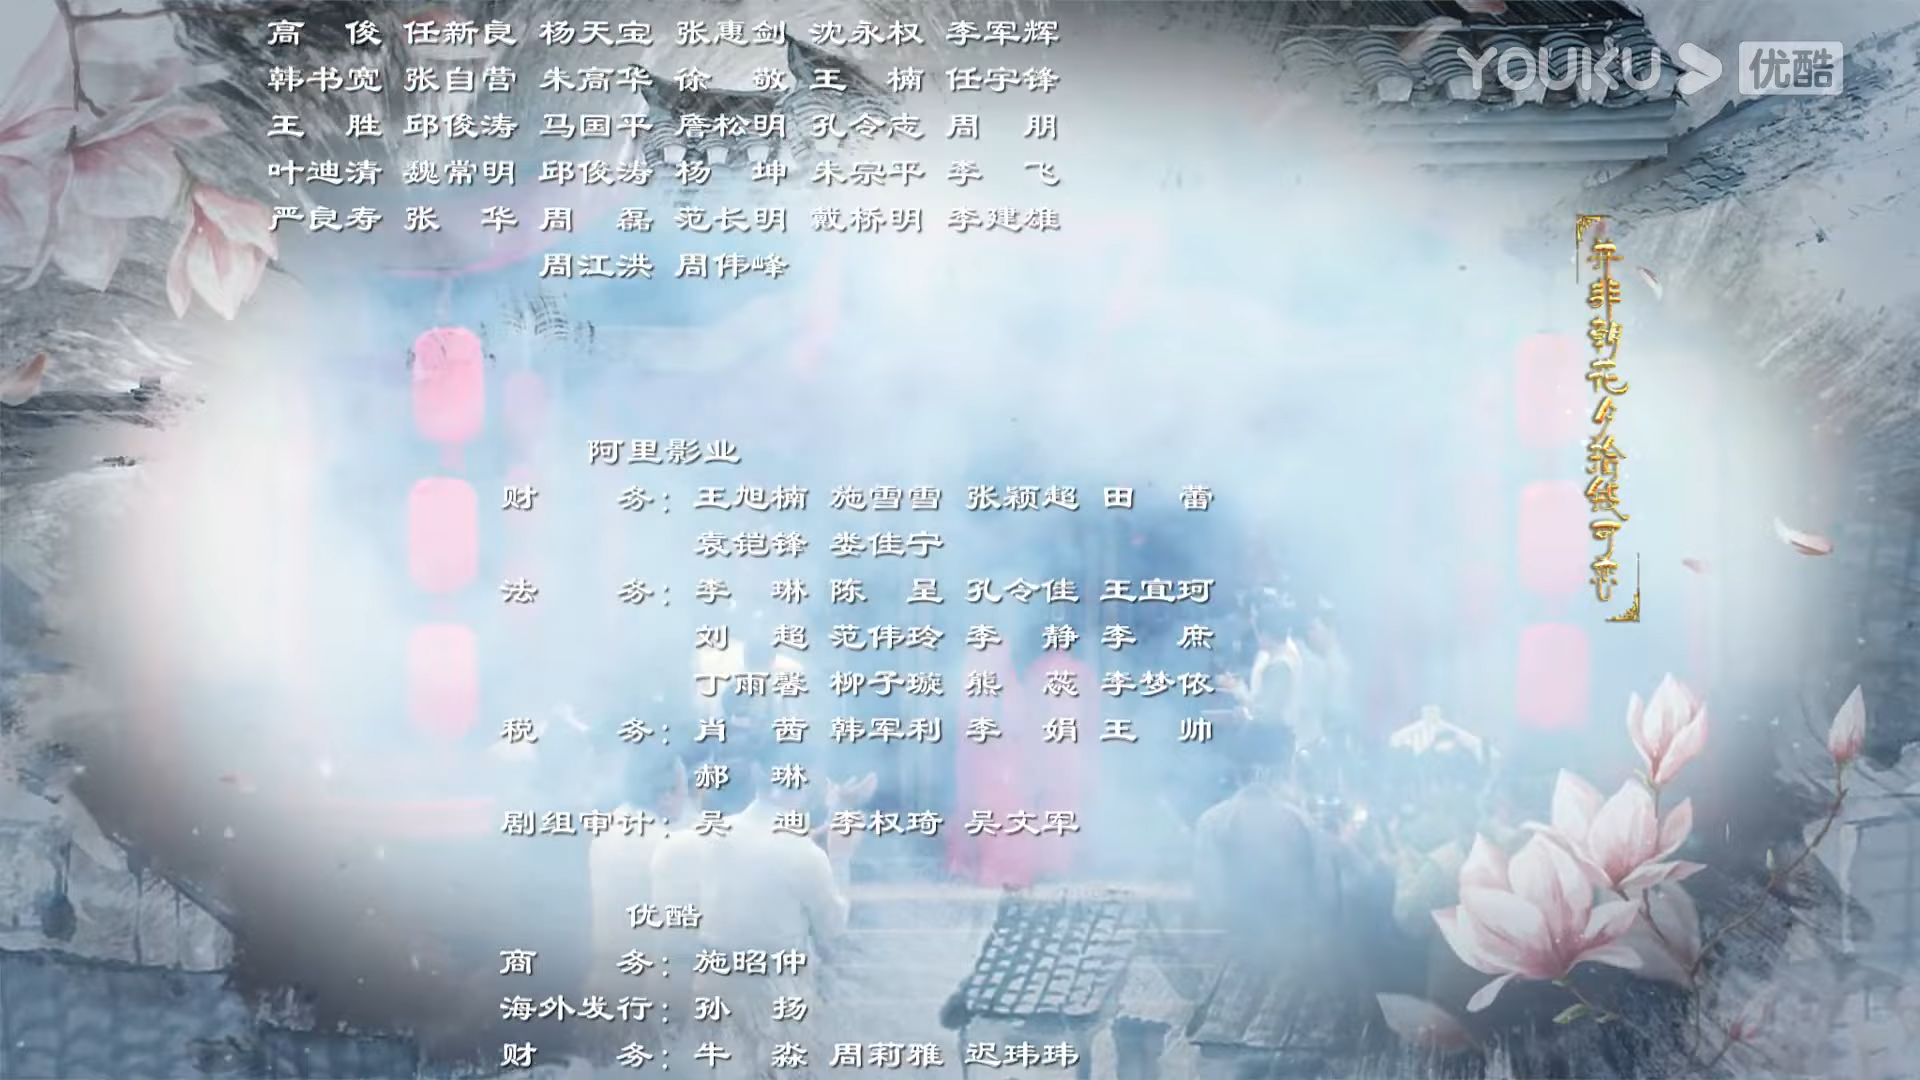 高 俊 任新良 杨天宝 张惠剑 沈永权 李军辉
韩书宽 张自营 朱高华 徐 敬 王 楠 任宇锋
王 胜 邱俊涛 马国平 詹松明 孔令志 周 朋
叶迪清 魏常明 邱俊涛 杨 坤 朱宗平 李 飞
严良寿 张 华 周 磊 范长明 戴桥明 李建雄
周江洪 周伟峰
阿里影业
财 务：王旭楠 施雪雪 张颖超 田 蕾
袁铠锋 娄佳宁
法 务：李 琳 陈 呈 孔令佳 王宜珂
刘 超 范伟玲 李 静 李 庶
丁雨馨 柳子璇 熊 蕊 李梦依
税 务：肖 茜 韩军利 李 娟 王 帅
郝 琳
剧组审计：吴 迪 李权琦 吴文军
优酷
商 务：施昭仲
海外发行：孙 扬
财 务：牛 淼 周莉雅 迟玮玮
YOUKU 优酷